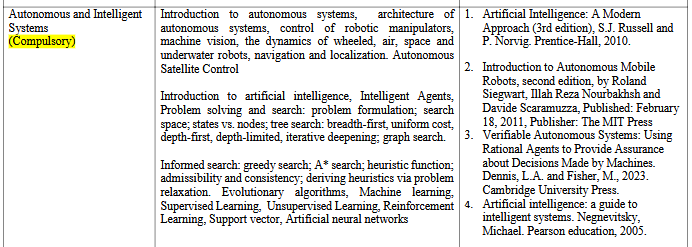 Autonomous and Intelligent
Systems
(Compulsory)
Introduction to autonomous systems, architecture of
autonomous systems, control of robotic manipulators,
machine vision, the dynamics of wheeled, air, space and
underwater robots, navigation and localization. Autonomous
Satellite Control
Introduction to artificial intelligence, Intelligent Agents,
Problem solving and search: problem formulation; search
space; states vs. nodes; tree search: breadth-first, uniform cost,
depth-first, depth-limited, iterative deepening; graph search.
Informed search: greedy search; A* search; heuristic function;
admissibility and consistency; deriving heuristics via problem
relaxation. Evolutionary algorithms, Machine learning,
Supervised Learning, Unsupervised Learning, Reinforcement
Learning, Support vector, Artificial neural networks
1. Artificial Intelligence: A Modern
Approach (3rd edition), S.J. Russell and
P. Norvig. Prentice-Hall, 2010.
2. Introduction to Autonomous Mobile
Robots, second edition, by Roland
Siegwart, Illah Reza Nourbakhsh and
Davide Scaramuzza, Published: February
18, 2011, Publisher: The MIT Press
3. Verifiable Autonomous Systems: Using
Rational Agents to Provide Assurance
about Decisions Made by Machines.
Dennis, L.A. and Fisher, M., 2023.
Cambridge University Press.
4. Artificial intelligence: a guide to
intelligent systems. Negnevitsky,
Michael. Pearson education, 2005.